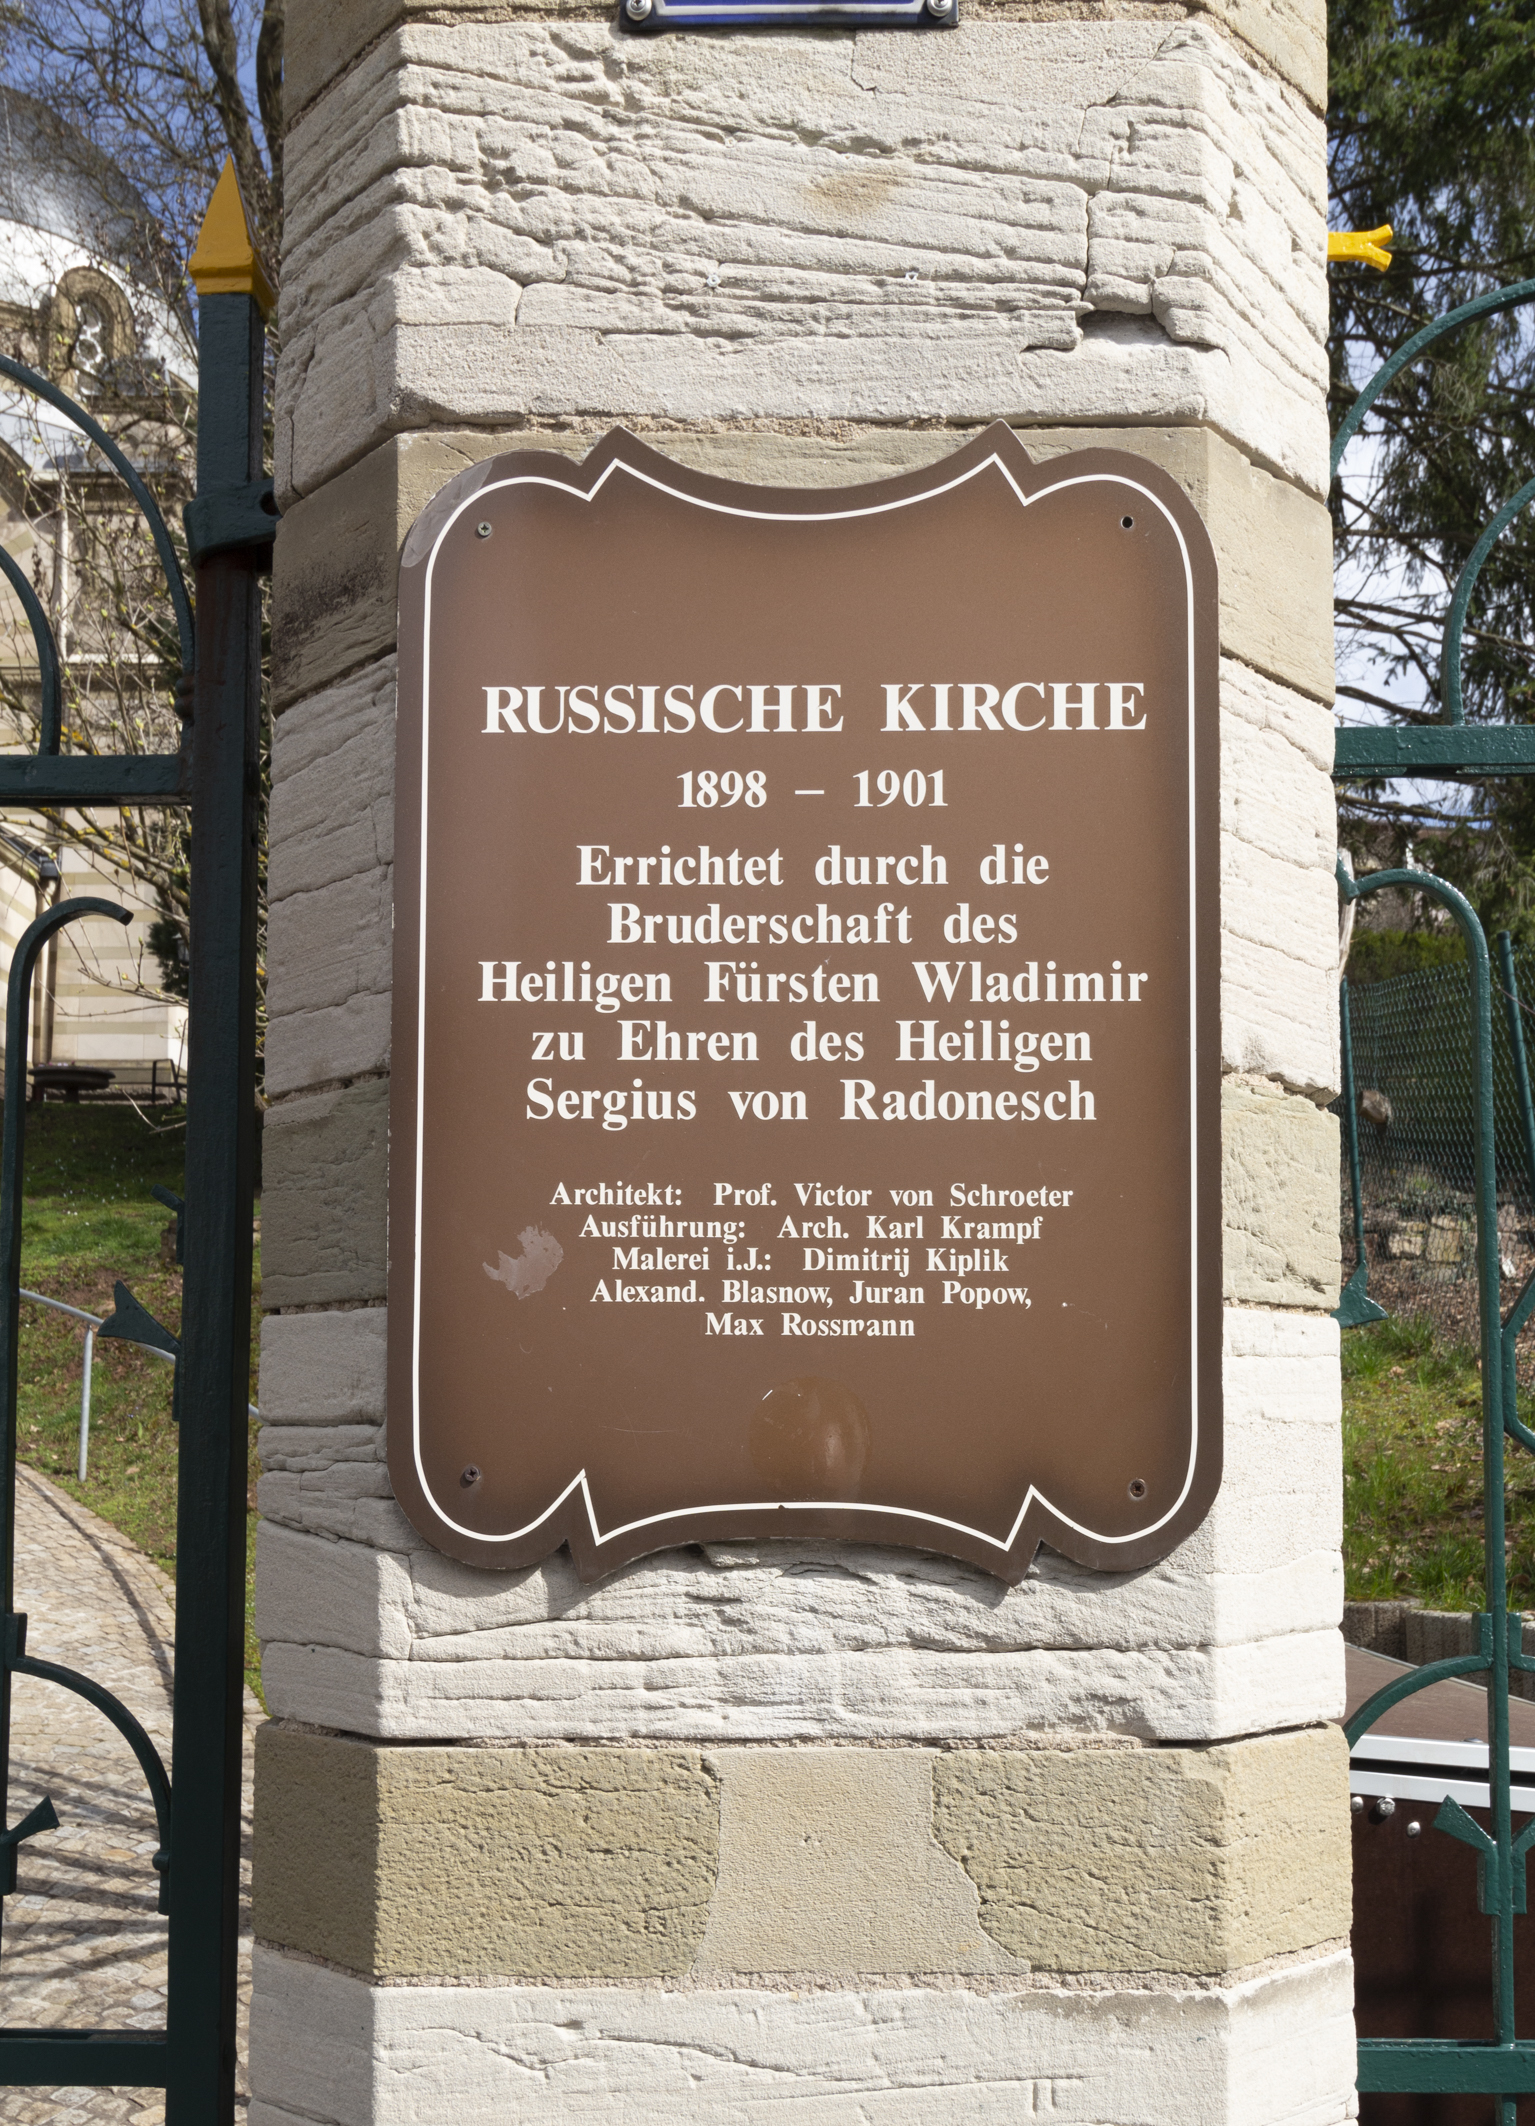 RUSSISCHE KIRCHE
1898 – 1901
Errichtet durch die
Bruderschaft des
Heiligen Fürsten Wladimir
zu Ehren des Heiligen
Sergius von Radonesch
Architekt: Prof. Victor von Schroeter
Ausführung: Arch. Karl Krampf
Malerei i.J.: Dimitrij Kiplik
Alexand. Blasnow, Juran Popow,
Max Rossmann